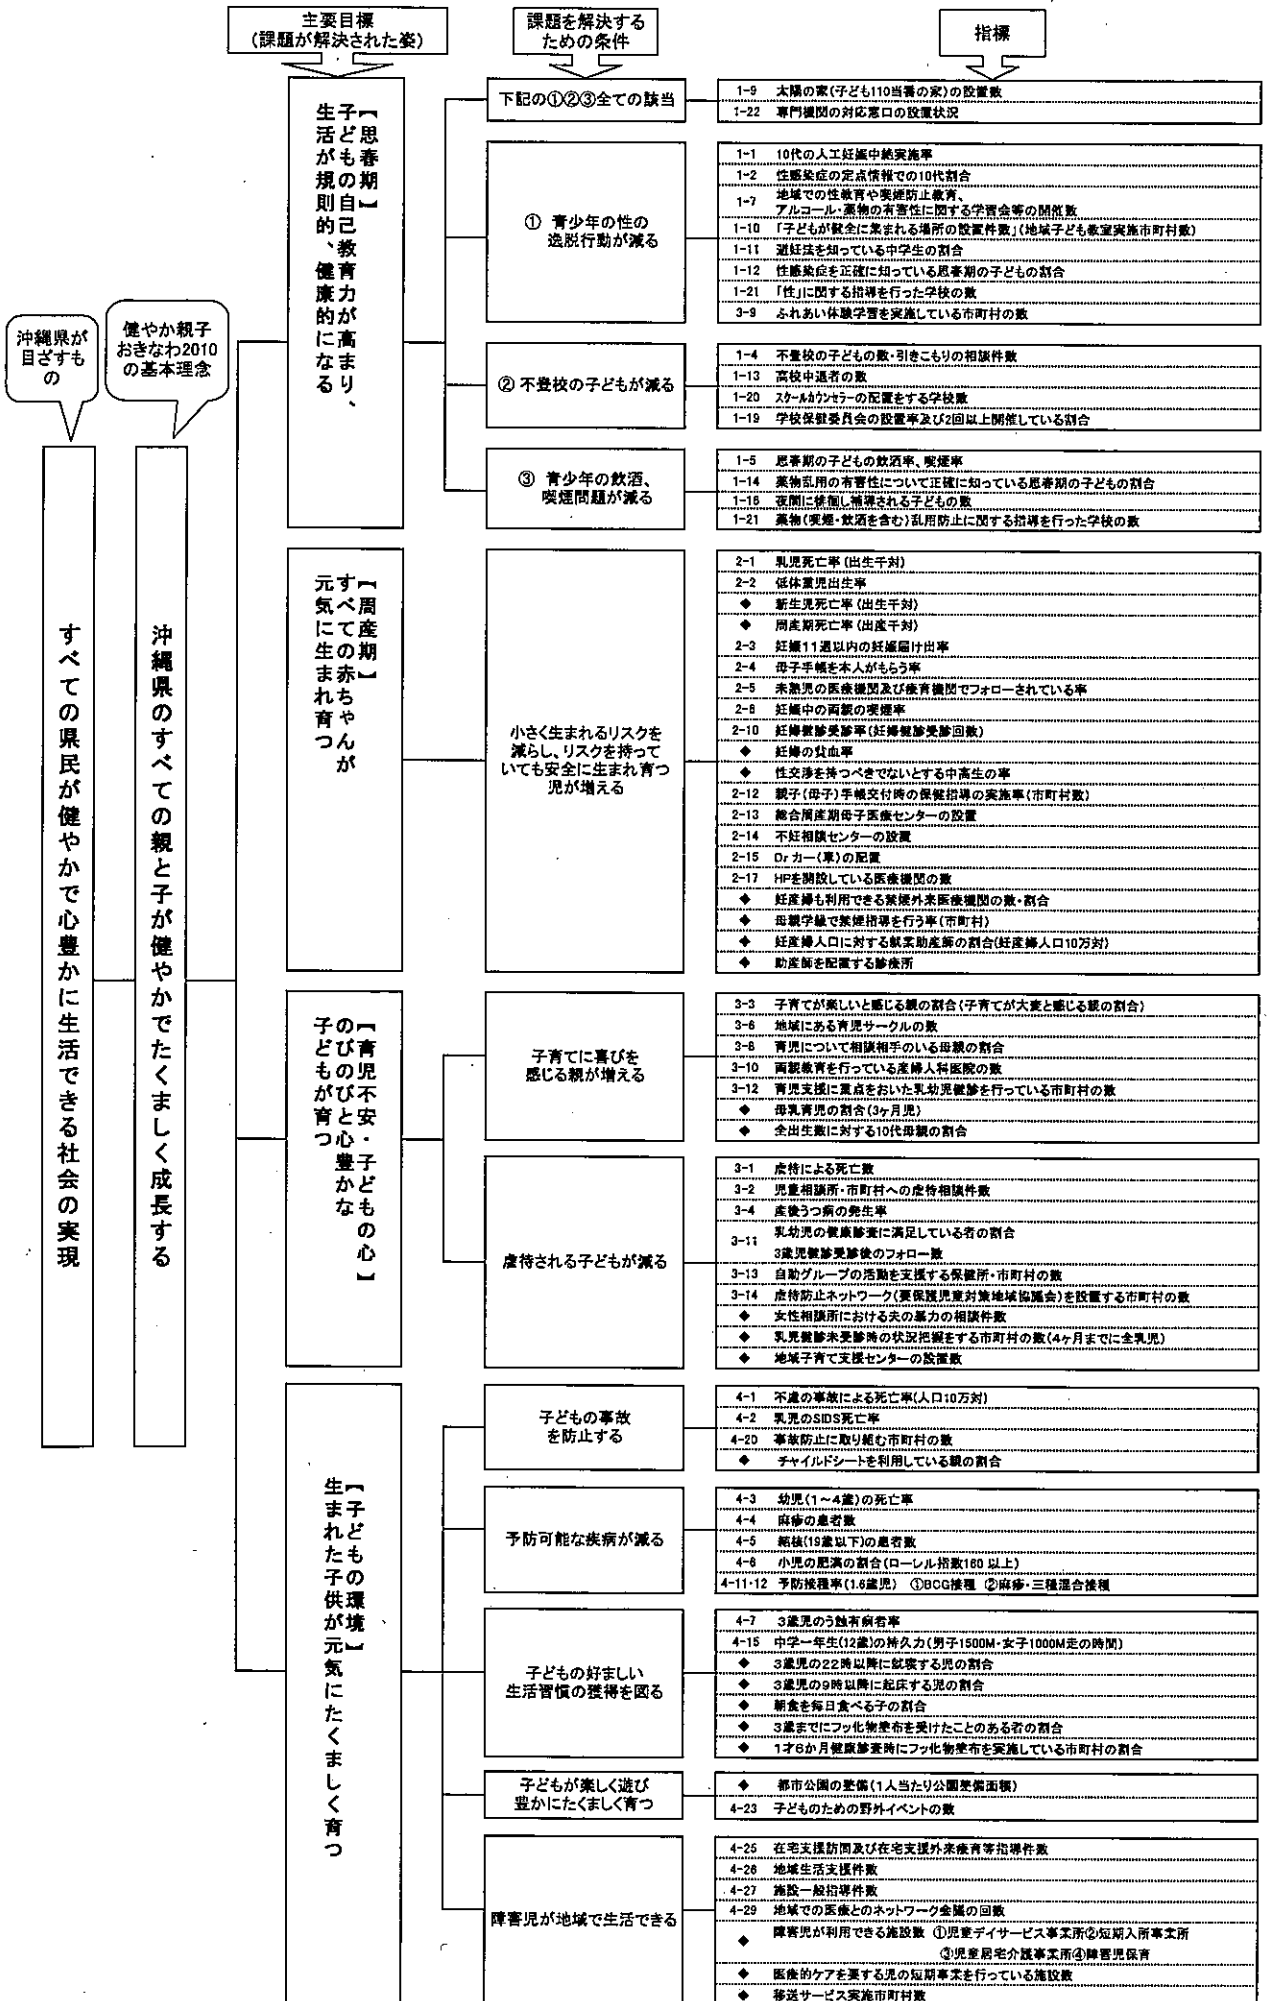 主要目標
(課題が解決された姿)
課題を解決する
ための条件
指標
沖縄県が
目ざすも
の
健やか親子
おきなわ2010
の基本理念
すべての県民が健やかで心豊かに生活できる社会の実現
沖縄県のすべての親と子が健やかでたくましく成長する
【思春期】
子どもの自己教育力が高まり、
生活が規則的、健康的になる
下記の①②③全ての該当
1-9 太陽の家(子ども110当番の家)の設置数
1-22 専門機関の対応窓口の設置状況
① 青少年の性の
逸脱行動が減る
1-1 10代の人工妊娠中絶実施率
1-2 性感染症の定点情報での10代割合
1-7 地域での性教育や喫煙防止教育、
アルコール・薬物の有害性に関する学習会等の開催数
1-10 「子どもが健全に集まれる場所の設置件数」(地域子ども教室実施市町村数)
1-11 避妊法を知っている中学生の割合
1-12 性感染症を正確に知っている思春期の子どもの割合
1-21 「性」に関する指導を行った学校の数
3-9 ふれあい体験学習を実施している市町村の数
② 不登校の子どもが減る
1-4 不登校の子どもの数・引きこもりの相談件数
1-13 高校中退者の数
1-20 スクールカウンセラーの配置をする学校数
1-19 学校保健委員会の設置率及び2回以上開催している割合
③ 青少年の飲酒、
喫煙問題が減る
1-5 思春期の子どもの飲酒率、喫煙率
1-14 薬物乱用の有害性について正確に知っている思春期の子どもの割合
1-16 夜間に徘徊し補導される子どもの数
1-21 薬物(喫煙・飲酒を含む)乱用防止に関する指導を行った学校の数
【周産期】
すべての赤ちゃんが
元気に生まれ育つ
小さく生まれるリスクを
減らし、リスクを持って
いても安全に生まれ育つ
児が増える
2-1 乳児死亡率(出生千対)
2-2 低体重児出生率
◆ 新生児死亡率(出生千対)
◆ 周産期死亡率(出産千対)
2-3 妊娠11週以内の妊娠届け出率
2-4 母子手帳を本人がもらう率
2-5 未熟児の医療機関及び療育機関でフォローされている率
2-8 妊娠中の両親の喫煙率
2-10 妊婦健診受診率(妊婦健診受診回数)
◆ 妊婦の貧血率
◆ 性交渉を持つべきでないとする中高生の率
2-12 親子(母子)手帳交付時の保健指導の実施率(市町村数)
2-13 総合周産期母子医療センターの設置
2-14 不妊相談センターの設置
2-15 Dr カー(車)の配置
2-17 HPを開設している医療機関の数
◆ 妊産婦も利用できる禁煙外来医療機関の数・割合
◆ 母親学級で禁煙指導を行う率(市町村)
◆ 妊産婦人口に対する就業助産師の割合(妊産婦人口10万対)
◆ 助産師を配置する診療所
【育児不安・子どもの心】
のびのびと心豊かな
子どもが育つ
子育てに喜びを
感じる親が増える
3-3 子育てが楽しいと感じる親の割合(子育てが大変と感じる親の割合)
3-6 地域にある育児サークルの数
3-8 育児について相談相手のいる母親の割合
3-10 両親教育を行っている産婦人科医院の数
3-12 育児支援に重点をおいた乳幼児健診を行っている市町村の数
◆ 母乳育児の割合(3ヶ月児)
◆ 全出生数に対する10代母親の割合
虐待される子どもが減る
3-1 虐待による死亡数
3-2 児童相談所・市町村への虐待相談件数
3-4 産後うつ病の発生率
3-11 乳幼児の健康診査に満足している者の割合
3歳児健診受診後のフォロー数
3-13 自助グループの活動を支援する保健所・市町村の数
3-14 虐待防止ネットワーク(要保護児童対策地域協議会)を設置する市町村の数
◆ 女性相談所における夫の暴力の相談件数
◆ 乳児健診未受診時の状況把握をする市町村の数(4ヶ月までに全乳児)
◆ 地域子育て支援センターの設置数
【子どもの環境】
生まれた子供が元気にたくましく育つ
子どもの事故
を防止する
4-1 不慮の事故による死亡率(人口10万対)
4-2 乳児のSIDS死亡率
4-20 事故防止に取り組む市町村の数
◆ チャイルドシートを利用している親の割合
予防可能な疾病が減る
4-3 幼児(1～4歳)の死亡率
4-4 麻疹の患者数
4-5 結核(19歳以下)の患者数
4-6 小児の肥満の割合(ローレル指数160 以上)
4-11・12 予防接種率(1.6歳児) ①BCG接種 ②麻疹・三種混合接種
子どもの好ましい
生活習慣の獲得を図る
4-7 3歳児のう蝕有病者率
4-15 中学一年生(12歳)の持久力(男子1500M・女子1000M走の時間)
◆ 3歳児の22時以降に就寝する児の割合
◆ 3歳児の9時以降に起床する児の割合
◆ 朝食を毎日食べる子の割合
◆ 3歳までにフッ化物塗布を受けたことのある者の割合
◆ 1才6か月健康診査時にフッ化物塗布を実施している市町村の割合
子どもが楽しく遊び
豊かにたくましく育つ
◆ 都市公園の整備(1人当たり公園整備面積)
4-23 子どものための野外イベントの数
障害児が地域で生活できる
4-25 在宅支援訪問及び在宅支援外来療育等指導件数
4-26 地域生活支援件数
4-27 施設一般指導件数
4-29 地域での医療とのネットワーク会議の回数
◆ 障害児が利用できる施設数 ①児童デイサービス事業所②短期入所事業所
③児童居宅介護事業所④障害児保育
◆ 医療的ケアを要する児の短期事業を行っている施設数
◆ 移送サービス実施市町村数